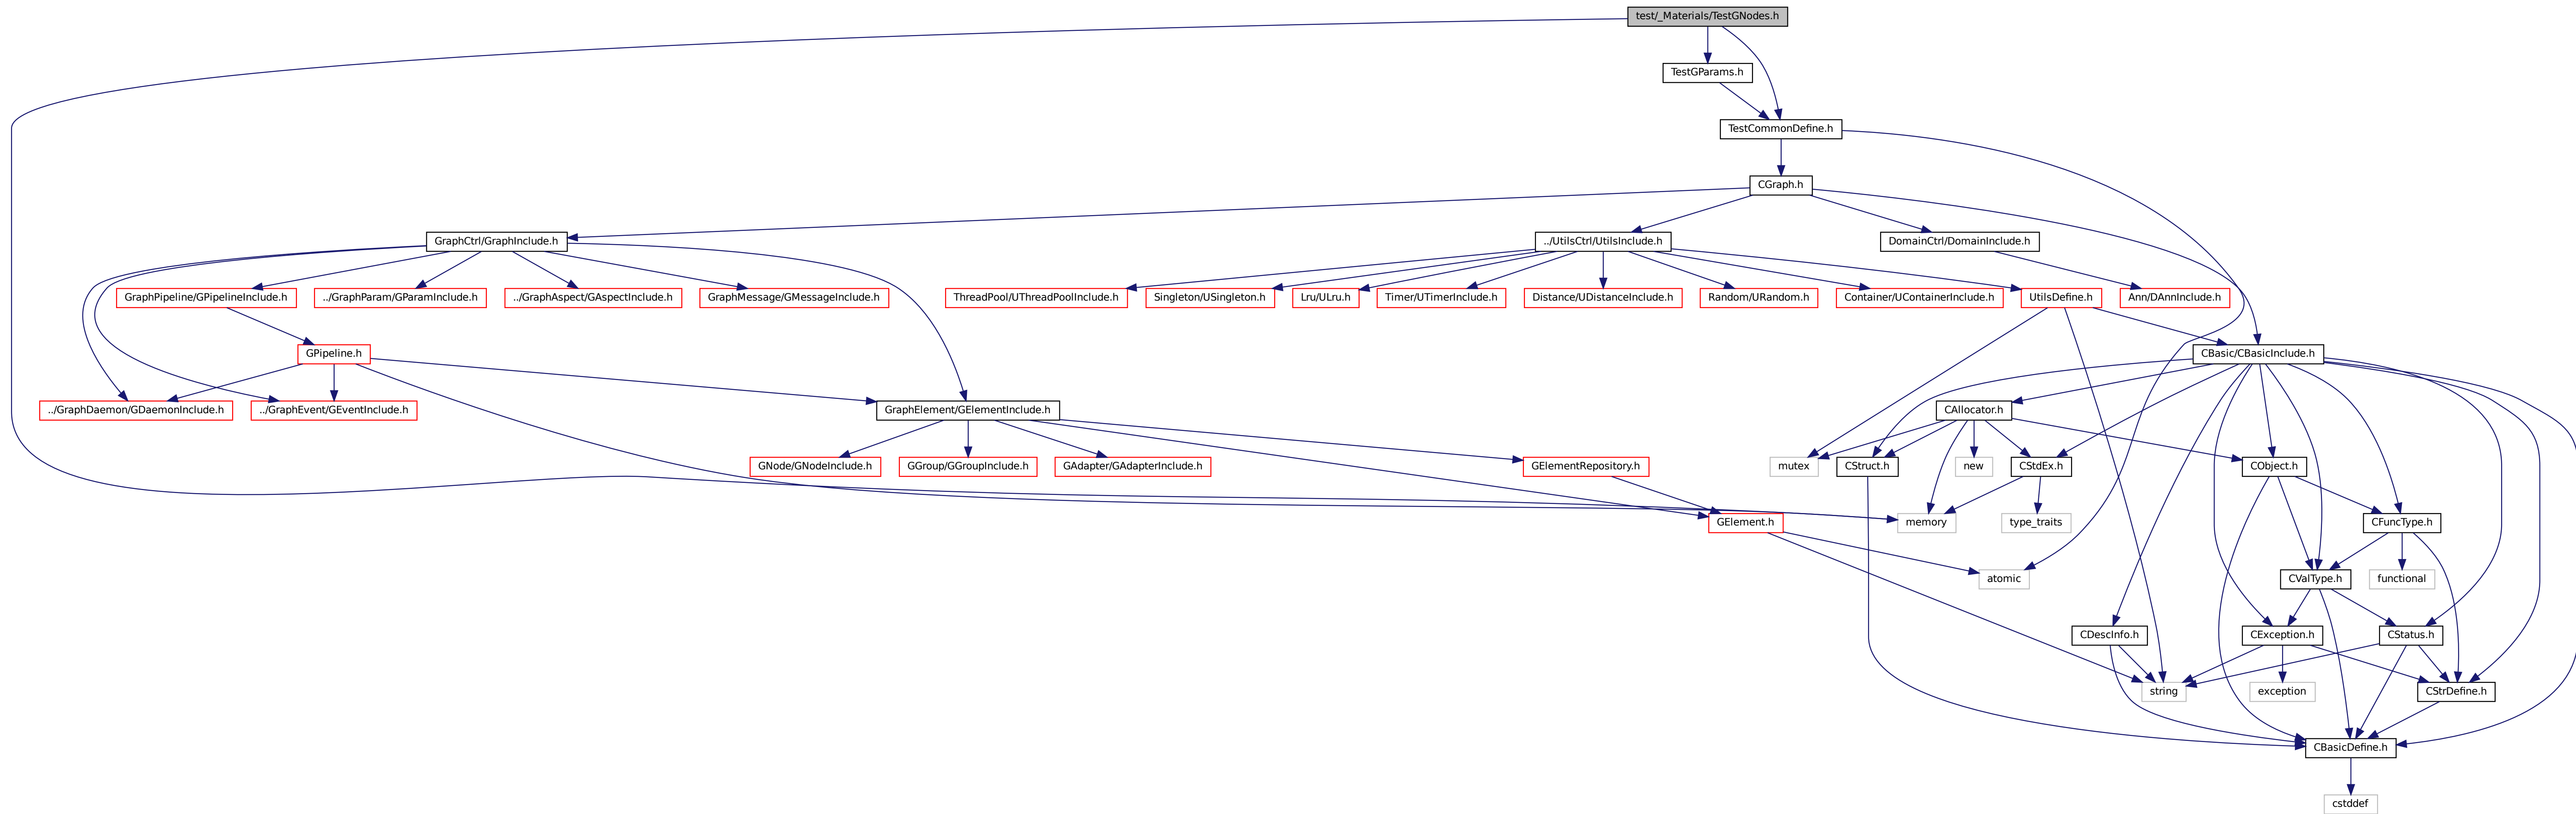 test/_Materials/TestGNodes.h
TestGParams.h
TestCommonDefine.h
CGraph.h
GraphCtrl/GraphInclude.h
../UtilsCtrl/UtilsInclude.h
DomainCtrl/DomainInclude.h
GraphPipeline/GPipelineInclude.h
../GraphParam/GParamInclude.h
../GraphAspect/GAspectInclude.h
GraphMessage/GMessageInclude.h
ThreadPool/UThreadPoolInclude.h
Singleton/USingleton.h
Lru/ULru.h
Timer/UTimerInclude.h
Distance/UDistanceInclude.h
Random/URandom.h
Container/UContainerInclude.h
UtilsDefine.h
Ann/DAnnInclude.h
GPipeline.h
CBasic/CBasicInclude.h
../GraphDaemon/GDaemonInclude.h
../GraphEvent/GEventInclude.h
GraphElement/GElementInclude.h
CAllocator.h
GNode/GNodeInclude.h
GGroup/GGroupInclude.h
GAdapter/GAdapterInclude.h
GElementRepository.h
mutex
CStruct.h
new
CStdEx.h
CObject.h
GElement.h
memory
type_traits
CFuncType.h
atomic
CValType.h
functional
CDescInfo.h
CException.h
CStatus.h
string
exception
CStrDefine.h
CBasicDefine.h
cstddef